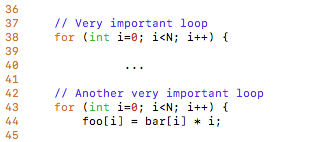 36
37 // Very important loop
38 for (int i=0; i<N; i++) {
39
40 ...
41
42 // Another very important loop
43 for (int i=0; i<N; i++) {
44 foo[i] = bar[i] * i;
45